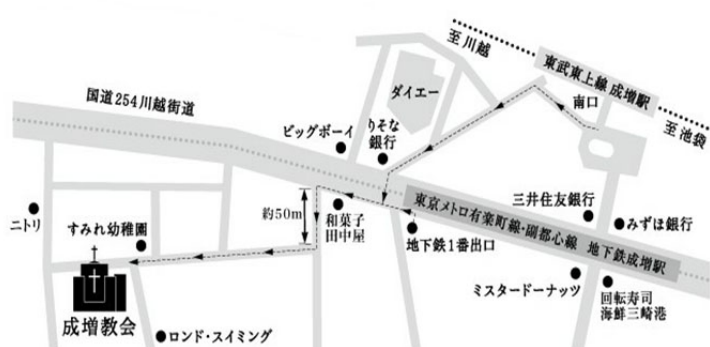 至川越
東武東上線 成増駅
南口
至池袋
ダイエー
国道254川越街道
ビッグボーイ
りそな
銀行
三井住友銀行
みずほ銀行
東京メトロ有楽町線・副都心線 地下鉄成増駅
和菓子
田中屋
地下鉄1番出口
約50m
ニトリ
すみれ幼稚園
ミスタードーナッツ
回転寿司
海鮮三崎港
成増教会
ロンド・スイミング